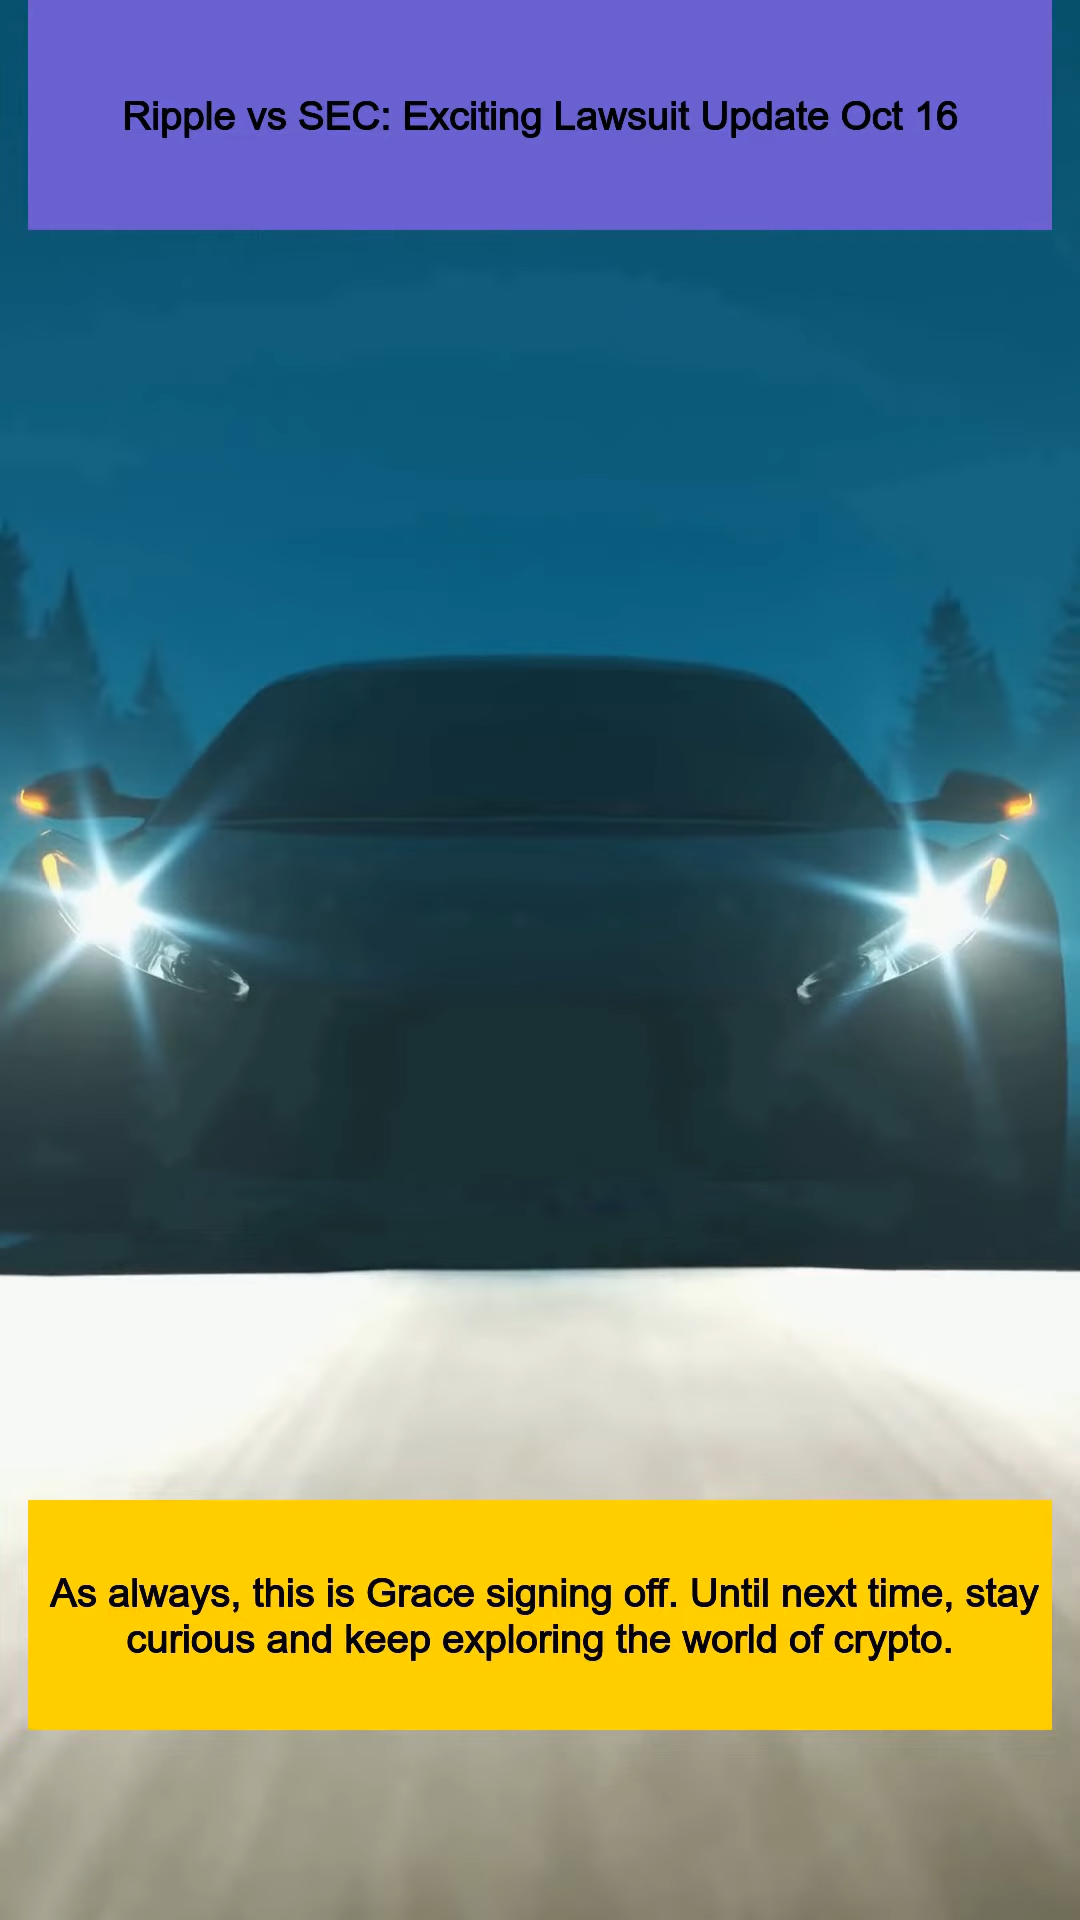 Ripple vs SEC: Exciting Lawsuit Update Oct 16
As always, this is Grace signing off. Until next time, stay
curious and keep exploring the world of crypto.